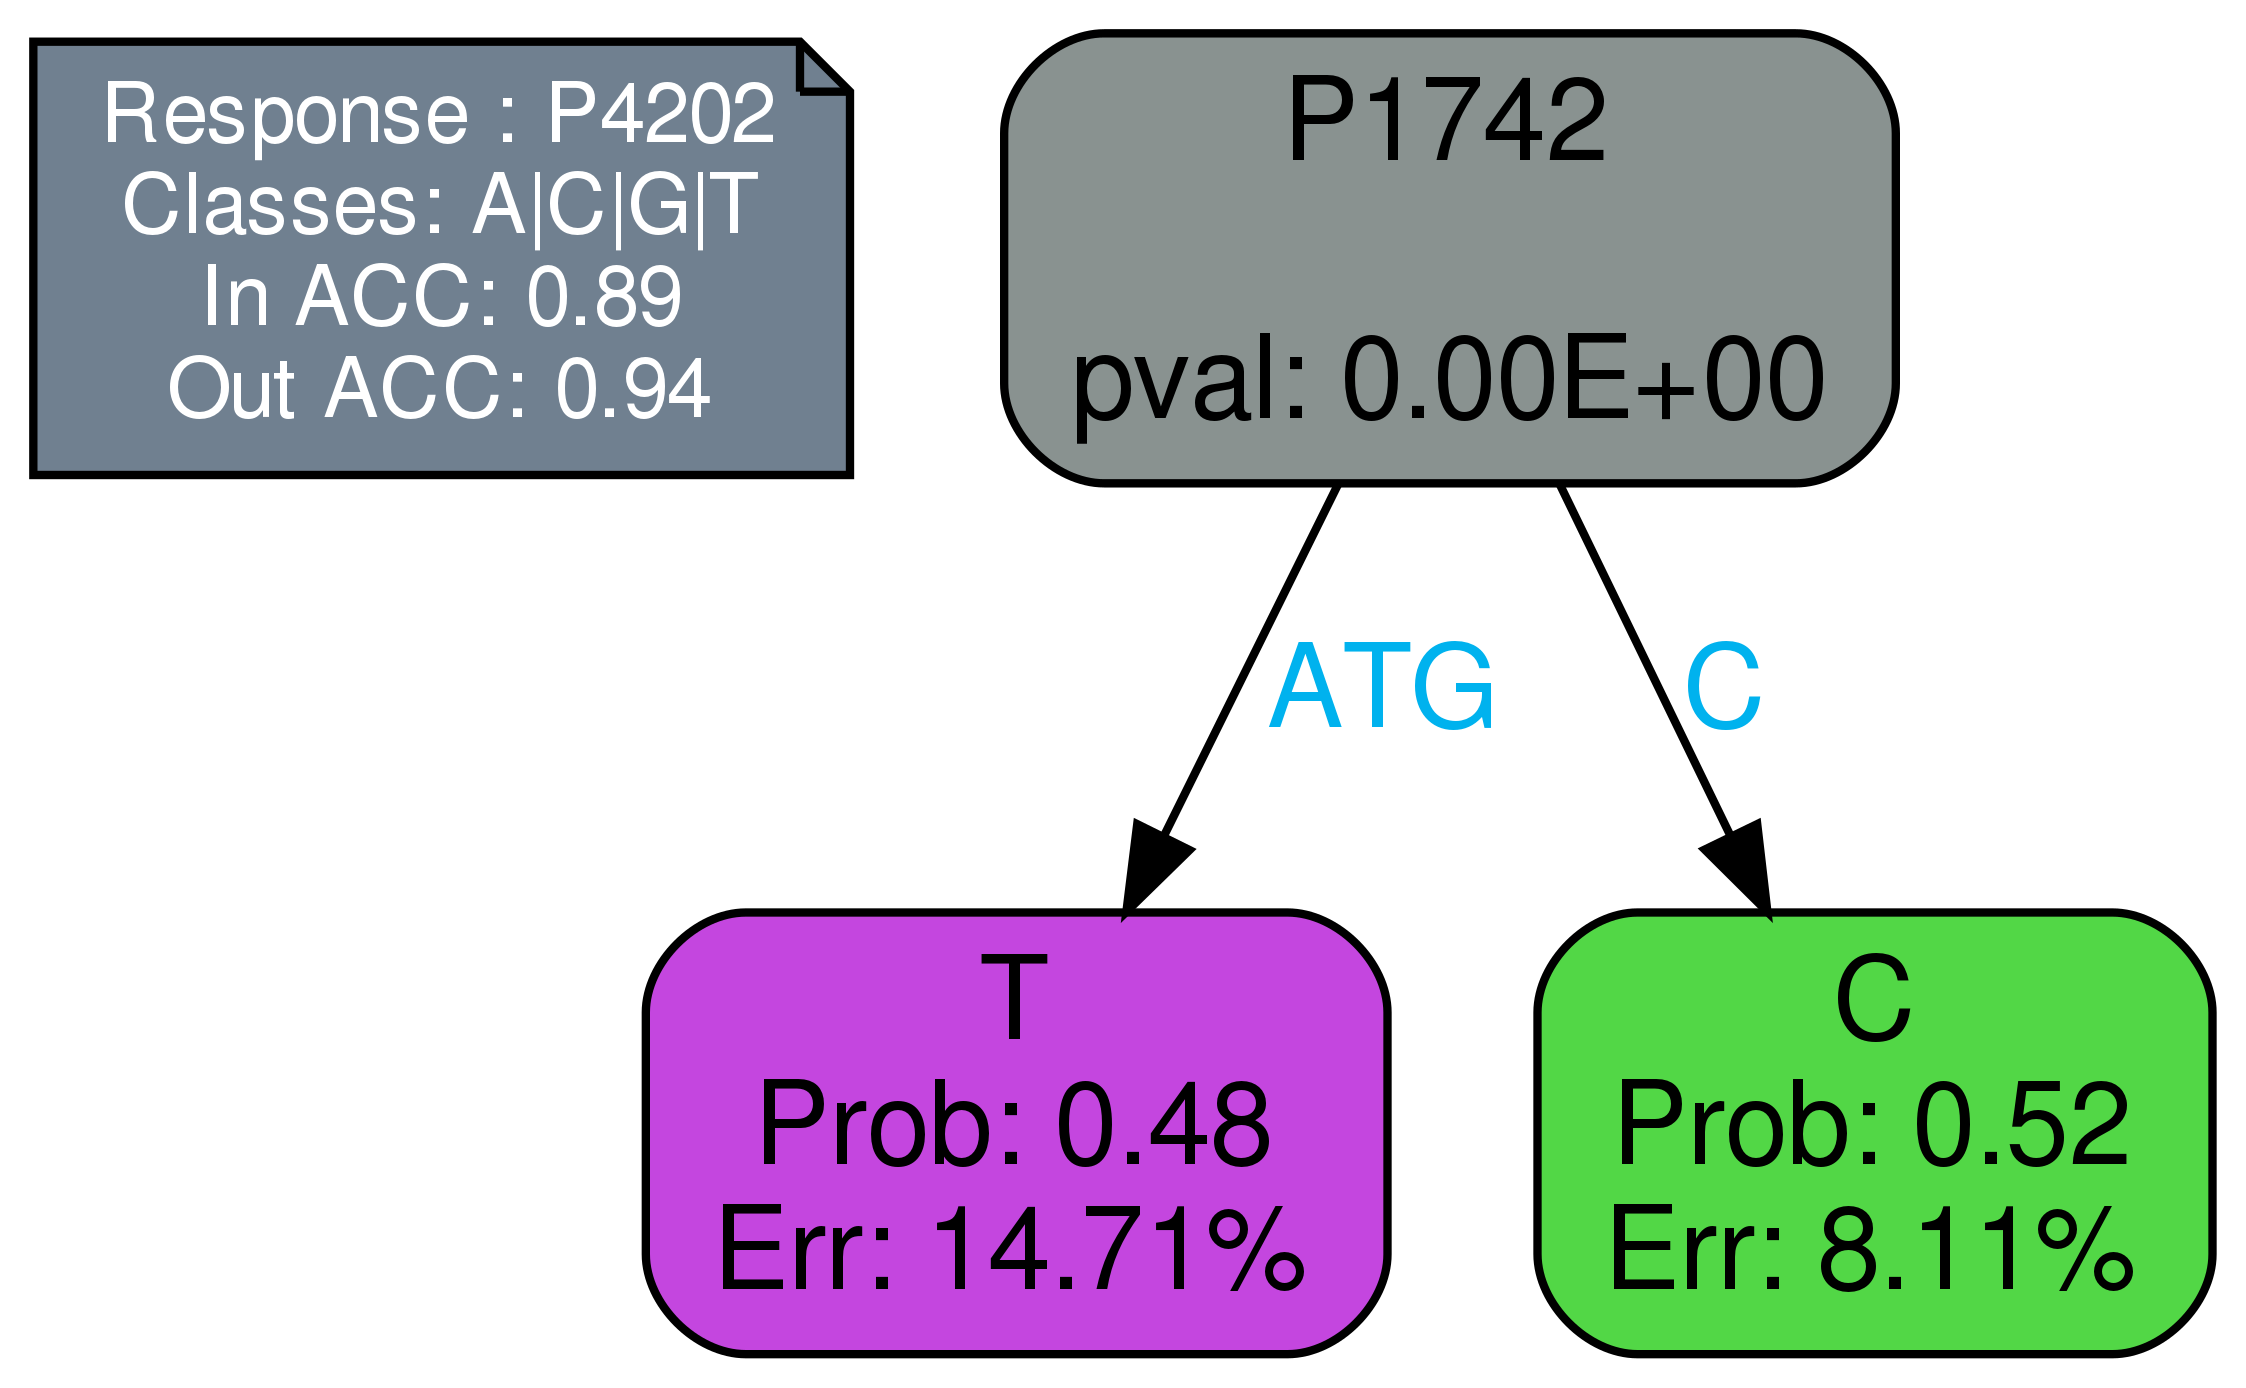 Response : P4202
Classes: A|C|G|T
In ACC: 0.89
Out ACC: 0.94
P1742
pval: 0.00E+00
ATG
C
T
Prob: 0.48
Err: 14.71%
C
Prob: 0.52
Err: 8.11%